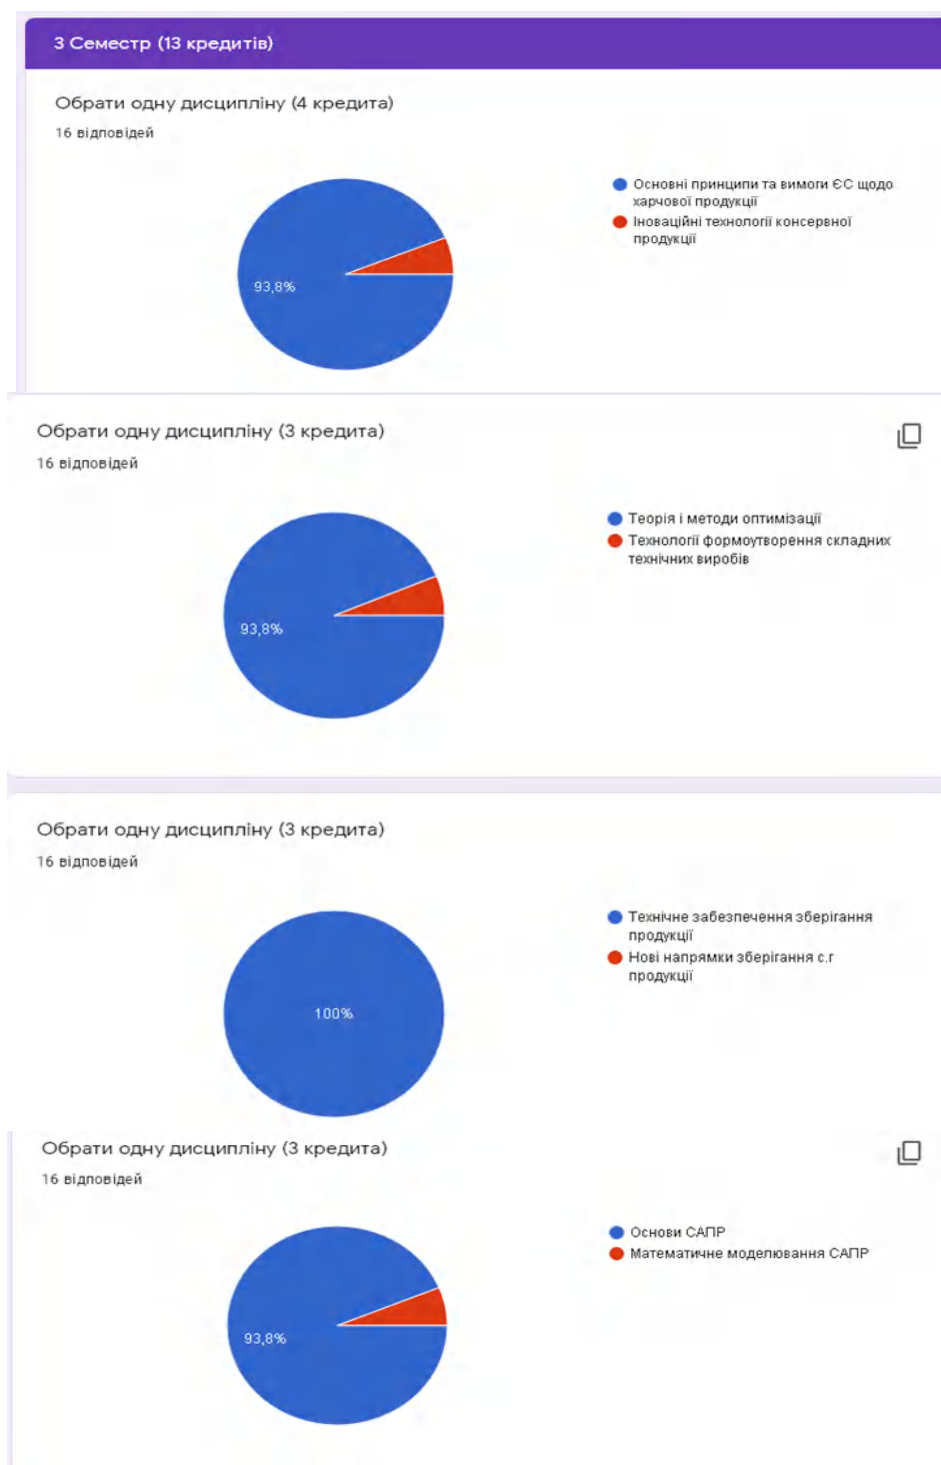 3 Семестр (13 кредитів)
Обрати одну дисципліну (4 кредита)
16 відповідей
93,8%
Основні принципи та вимоги ЄС щодо
харчової продукції
Іноваційні технології консервної
продукції
Обрати одну дисципліну (3 кредита)
16 відповідей
93,8%
Теорія і методи оптимізації
Технології формоутворення складних
технічних виробів
Обрати одну дисципліну (3 кредита)
16 відповідей
100%
Технічне забезпечення зберігання
продукції
Нові напрямки зберігання с.г
продукції
Обрати одну дисципліну (3 кредита)
16 відповідей
93,8%
Основи САПР
Математичне моделювання САПР